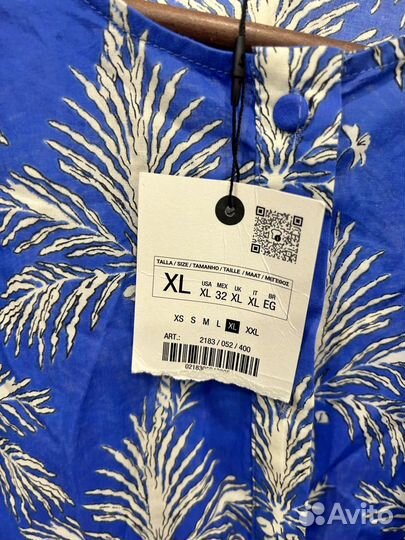 TALLA / SIZE / TAMANHO / TAILLE / MAAT / ΜΕΓΕΘΟΣ
XL
USA MEX UK IT BR
XL 32 XL XL EG
XS S M L XL XXL
ART.: 2183 / 052 / 400
Avito